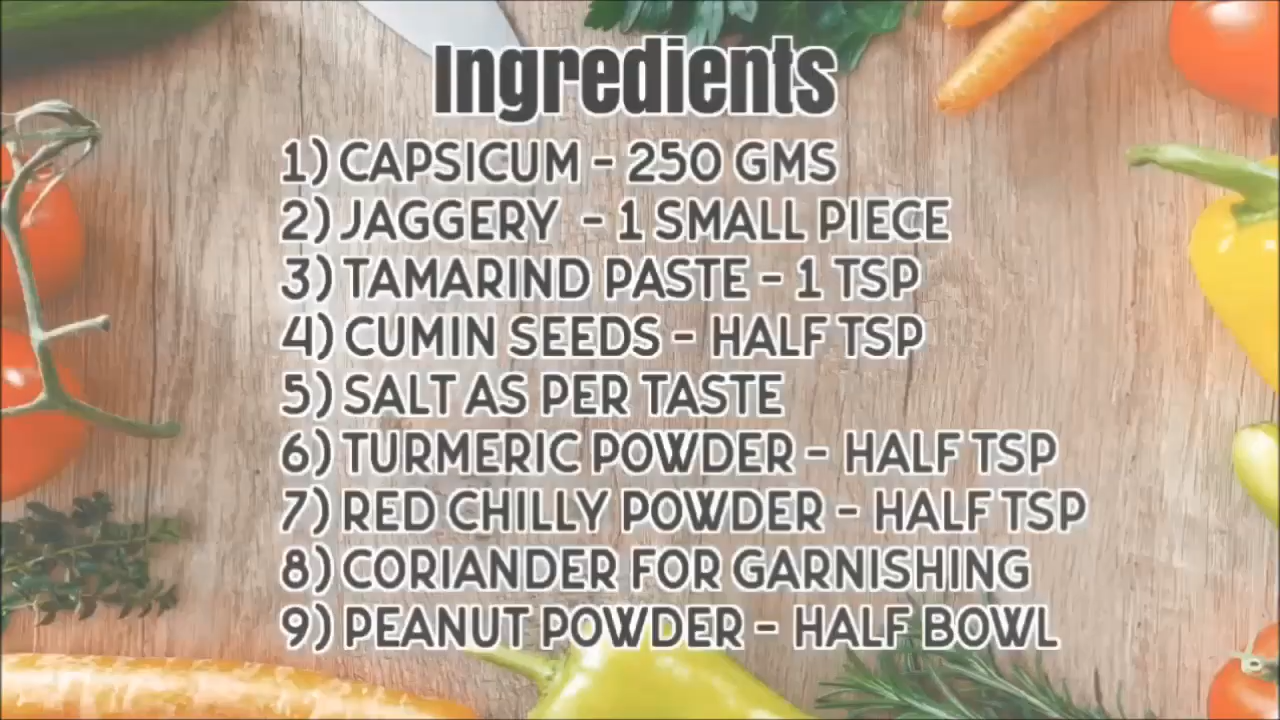 Ingredients
1) CAPSICUM - 250 GMS
2) JAGGERY - 1 SMALL PIECE
3) TAMARIND PASTE - 1 TSP
4) CUMIN SEEDS - HALF TSP
5) SALT AS PER TASTE
6) TURMERIC POWDER - HALF TSP
7) RED CHILLY POWDER - HALF TSP
8) CORIANDER FOR GARNISHING
9) PEANUT POWDER - HALF BOWL